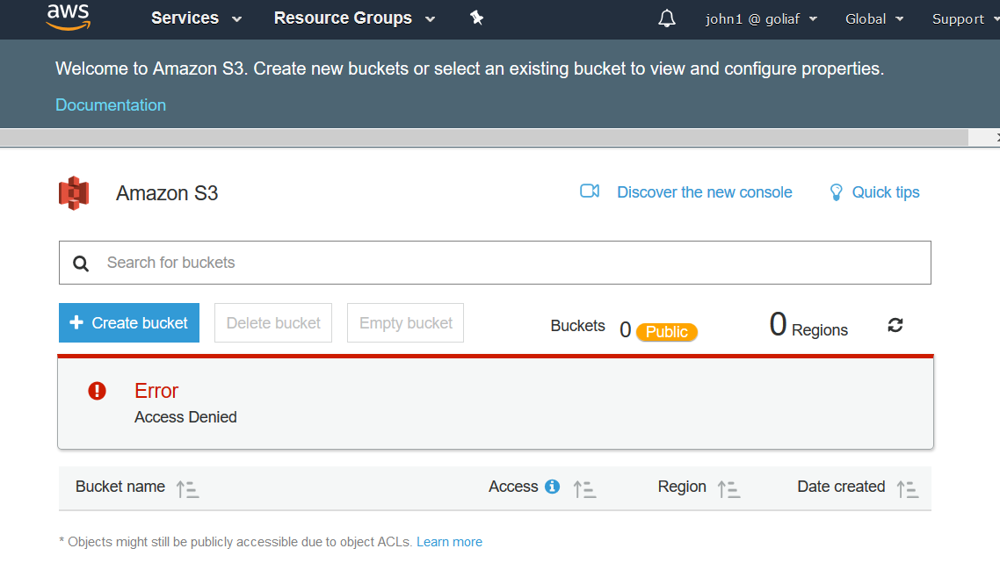 aws Services Resource Groups john1 @ goliaf Global Support
Welcome to Amazon S3. Create new buckets or select an existing bucket to view and configure properties.
Documentation
Amazon S3 Discover the new console Quick tips
Search for buckets
+ Create bucket Delete bucket Empty bucket Buckets 0 Public 0 Regions
Error
Access Denied
Bucket name Access Region Date created
* Objects might still be publicly accessible due to object ACLs. Learn more